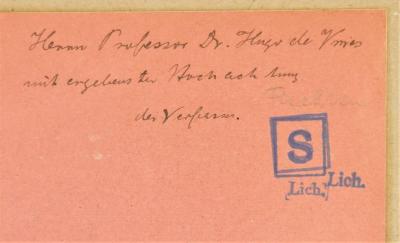 Herrn Professor Dr. Hugo de Vries
mit ergebenster Hochachtung
der Verfasser.
S
[Lich.]
Lich.